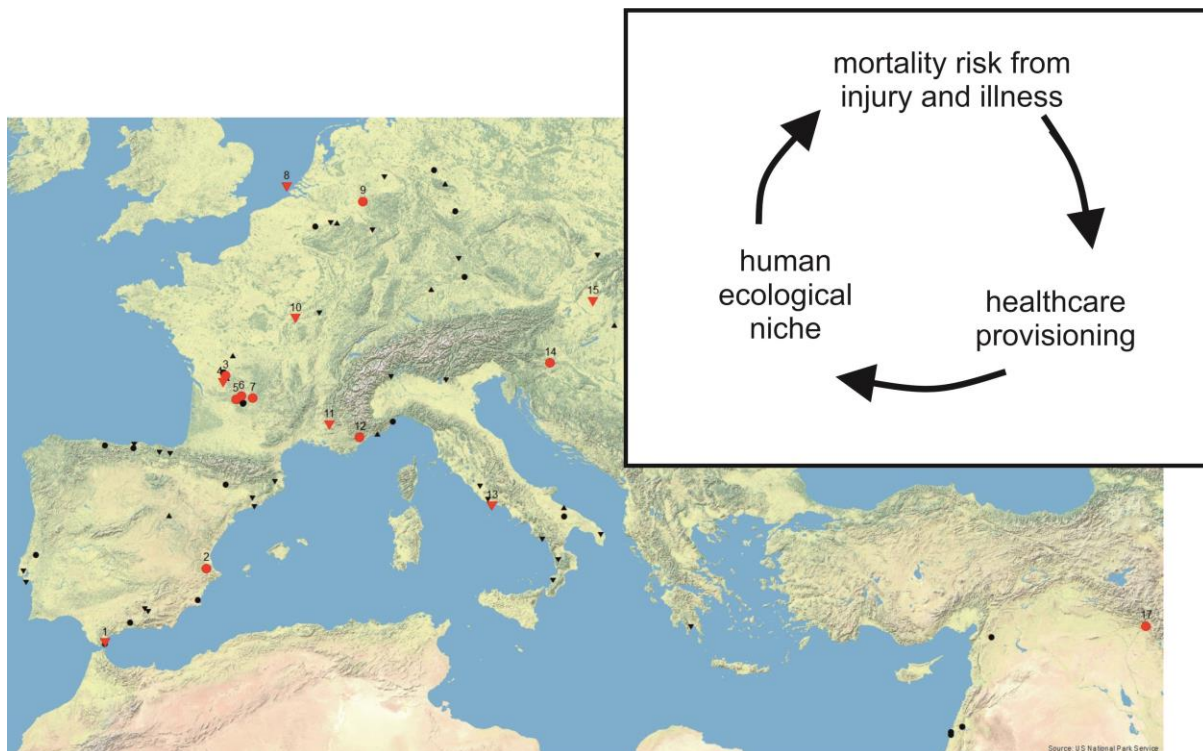 mortality risk from
injury and illness
human
ecological
niche
healthcare
provisioning
8
9
10
15
3
4
14
5 6 7
11
12
13
2
17
1
Source: US National Park Service